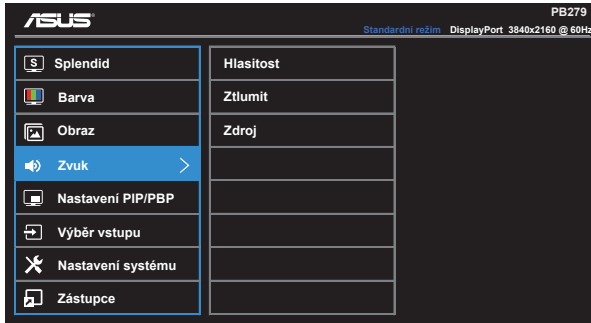 ASUS
PB279
Standardní režim DisplayPort 3840x2160 @ 60Hz
S Splendid
Barva
Obraz
Zvuk
Nastavení PIP/PBP
Výběr vstupu
Nastavení systému
Zástupce
Hlasitost
Ztlumit
Zdroj